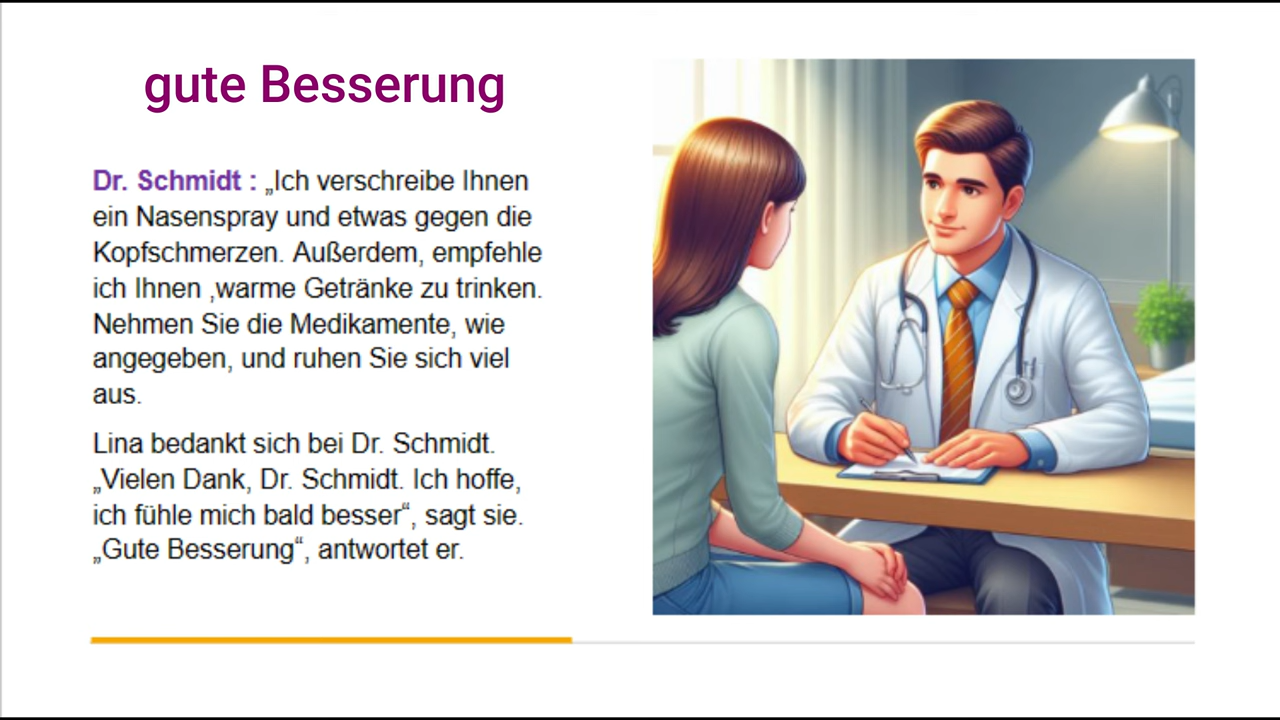 gute Besserung
Dr. Schmidt : „Ich verschreibe Ihnen
ein Nasenspray und etwas gegen die
Kopfschmerzen. Außerdem, empfehle
ich Ihnen ,warme Getränke zu trinken.
Nehmen Sie die Medikamente, wie
angegeben, und ruhen Sie sich viel
aus.
Lina bedankt sich bei Dr. Schmidt.
„Vielen Dank, Dr. Schmidt. Ich hoffe,
ich fühle mich bald besser“, sagt sie.
„Gute Besserung“, antwortet er.